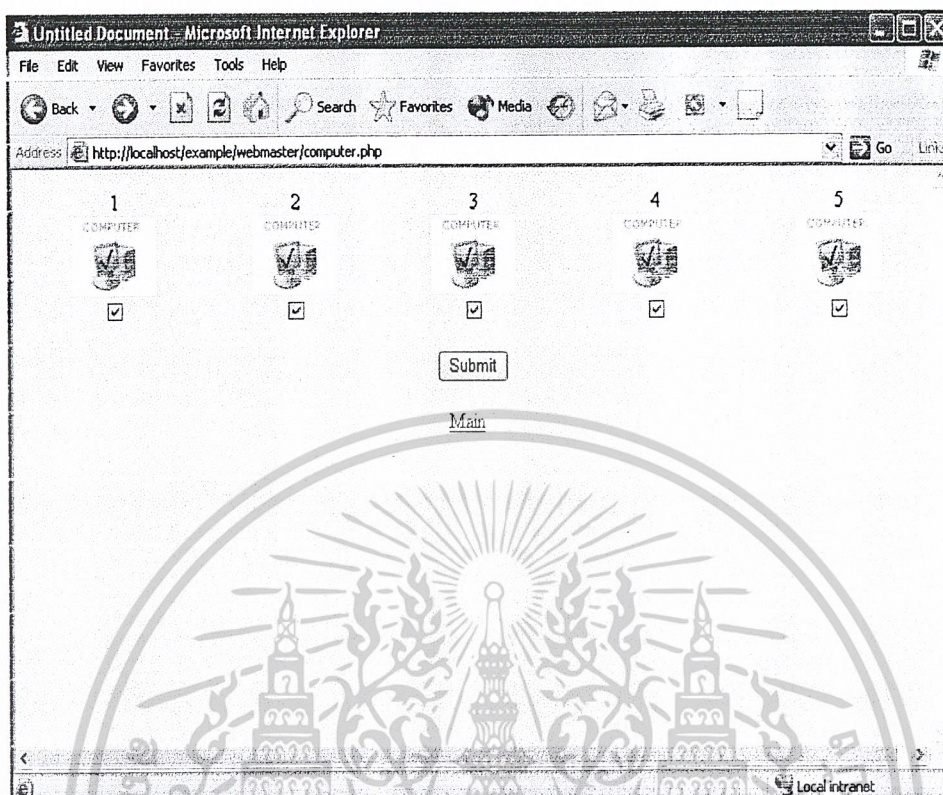 Untitled Document - Microsoft Internet Explorer
File Edit View Favorites Tools Help
Back Search Favorites Media
Address http://localhost/example/webmaster/computer.php Go Links
1 2 3 4 5
COMPUTER COMPUTER COMPUTER COMPUTER COMPUTER
Submit
Main
Local intranet